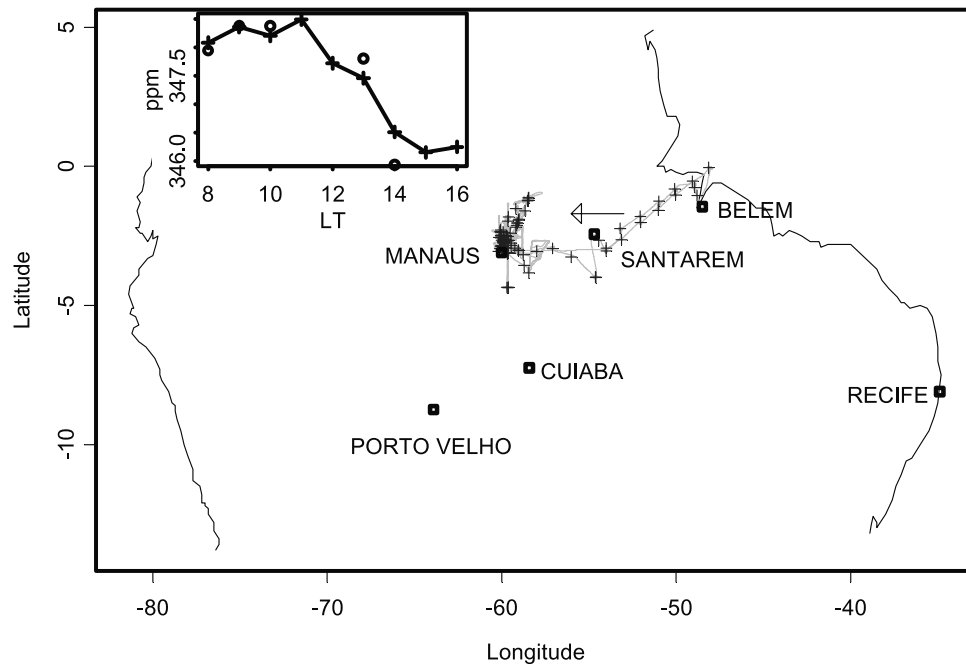 5
0
-5
-10
Latitude
ppm
347.5
346.0
8
10
12
14
16
LT
MANAUS
BELEM
SANTAREM
CUIABA
RECIFE
PORTO VELHO
-80
-70
-60
-50
-40
Longitude